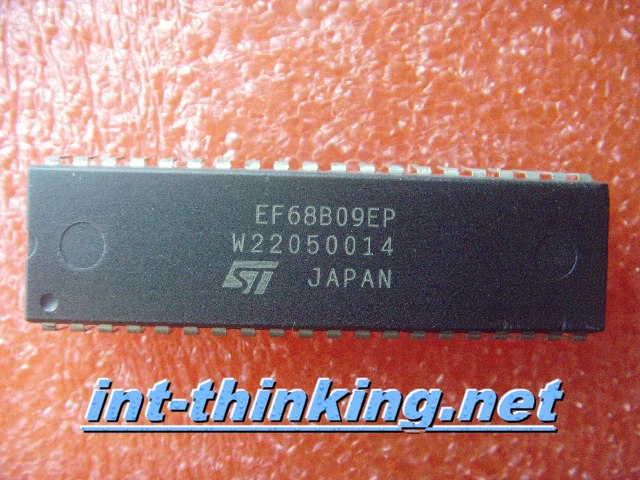 EF68B09EP
W22050014
ST JAPAN
int-thinking.net